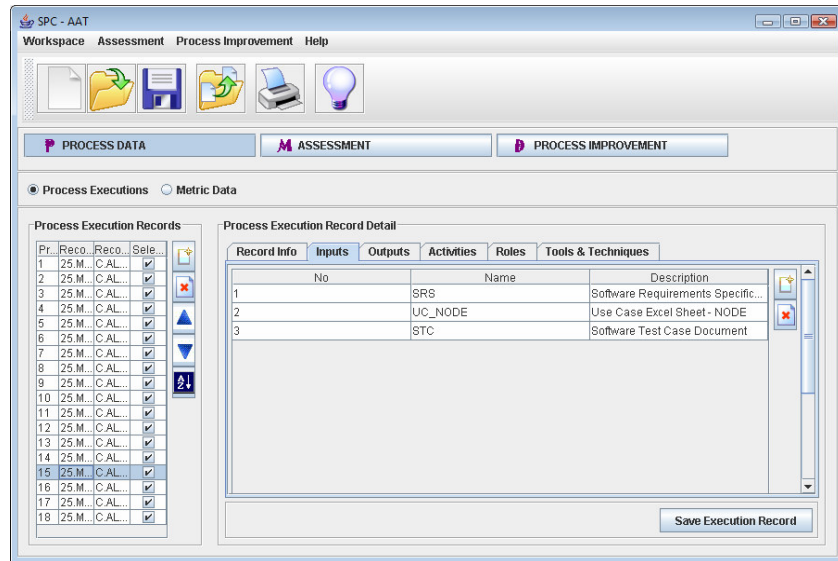 SPC - AAT
Workspace Assessment Process Improvement Help
P PROCESS DATA M ASSESSMENT D PROCESS IMPROVEMENT
Process Executions Metric Data
Process Execution Records
Pr... Reco... Reco... Sele...
1 25.M... C.AL...
2 25.M... C.AL...
3 25.M... C.AL...
4 25.M... C.AL...
5 25.M... C.AL...
6 25.M... C.AL...
7 25.M... C.AL...
8 25.M... C.AL...
9 25.M... C.AL...
10 25.M... C.AL...
11 25.M... C.AL...
12 25.M... C.AL...
13 25.M... C.AL...
14 25.M... C.AL...
15 25.M... C.AL...
16 25.M... C.AL...
17 25.M... C.AL...
18 25.M... C.AL...
A
Z
Process Execution Record Detail
Record Info Inputs Outputs Activities Roles Tools & Techniques
No Name Description
1 SRS Software Requirements Specific...
2 UC_NODE Use Case Excel Sheet - NODE
3 STC Software Test Case Document
Save Execution Record